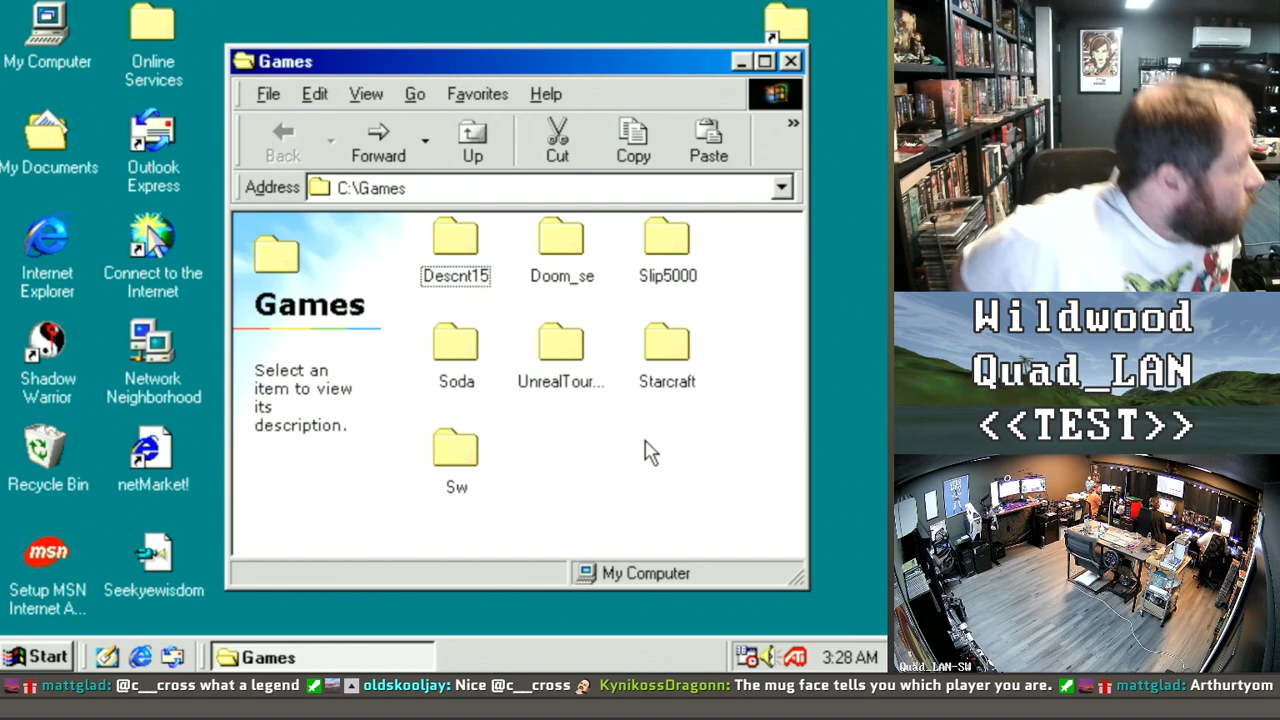 My Computer
Online
Services
My Documents
Outlook
Express
Internet
Explorer
Connect to the
Internet
Shadow
Warrior
Network
Neighborhood
Recycle Bin
netMarket!
msn
Setup MSN
Internet A...
Seekyewisdom
Games
File Edit View Go Favorites Help
Back Forward Up Cut Copy Paste
Address C:\Games
Games
Select an
item to view
its
description.
Descnt15 Doom_se Slip5000
Soda UnrealTour... Starcraft
Sw
My Computer
Start Games ATI 3:28 AM
Wildwood
Quad_LAN
<<TEST>>
Quad_LAN-SW
mattglad: @c__cross what a legend oldskooljay: Nice @c__cross KynikossDragonn: The mug face tells you which player you are. mattglad: Arthurtyom